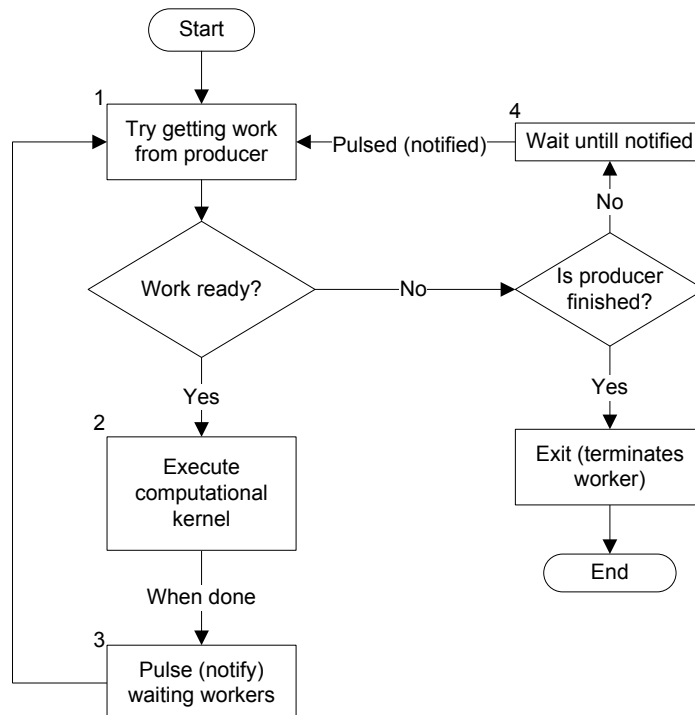 Start
1
Try getting work
from producer
Pulsed (notified)
4
Wait untill notified
No
Work ready?
No
Is producer
finished?
Yes
Yes
2
Execute
computational
kernel
Exit (terminates
worker)
When done
End
3
Pulse (notify)
waiting workers